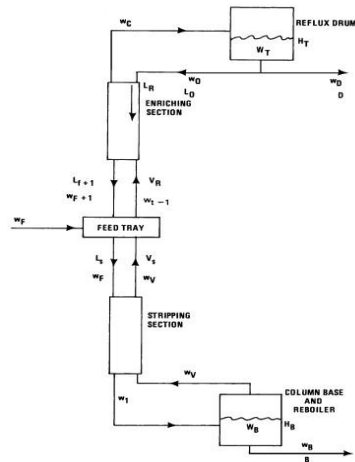 REFLUX DRUM
w_C
H_T
W_T
w_O
w_D
L_R
L_O
D
ENRICHING
SECTION
L_f+1
V_R
w_F+1
w_t-1
w_F
FEED TRAY
L_s
V_s
w_F
w_V
STRIPPING
SECTION
w_V
COLUMN BASE
AND
REBOILER
w_1
H_B
W_B
w_B
B